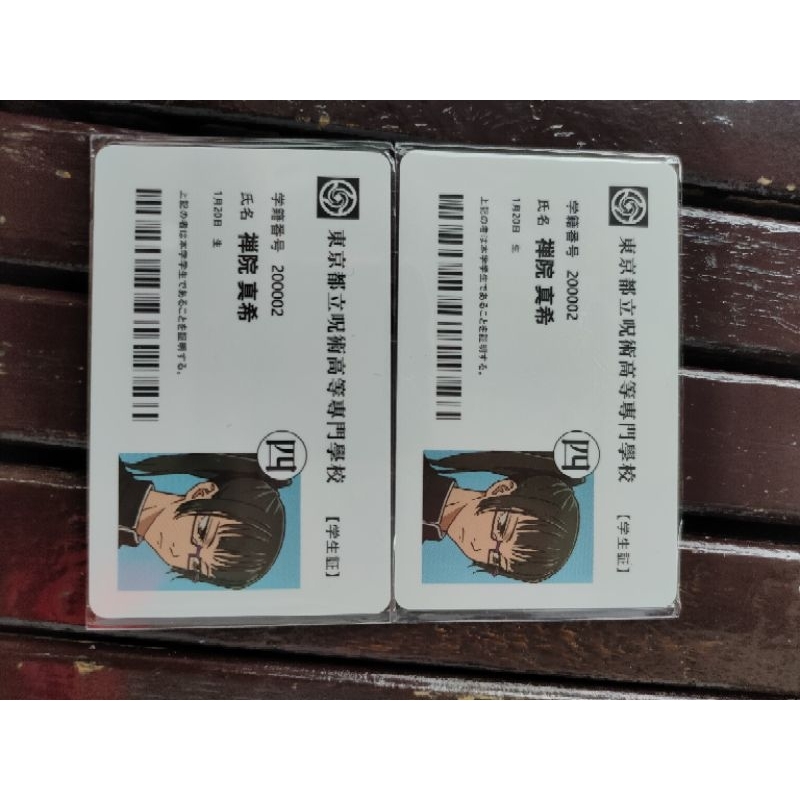 東京都立呪術高等専門學校 【学生証】
学籍番号 200002
氏名 禅院 真希
1月20日 生
上記の者は本学学生であることを証明する。
四
東京都立呪術高等専門學校 【学生証】
学籍番号 200002
氏名 禅院 真希
1月20日 生
上記の者は本学学生であることを証明する。
四